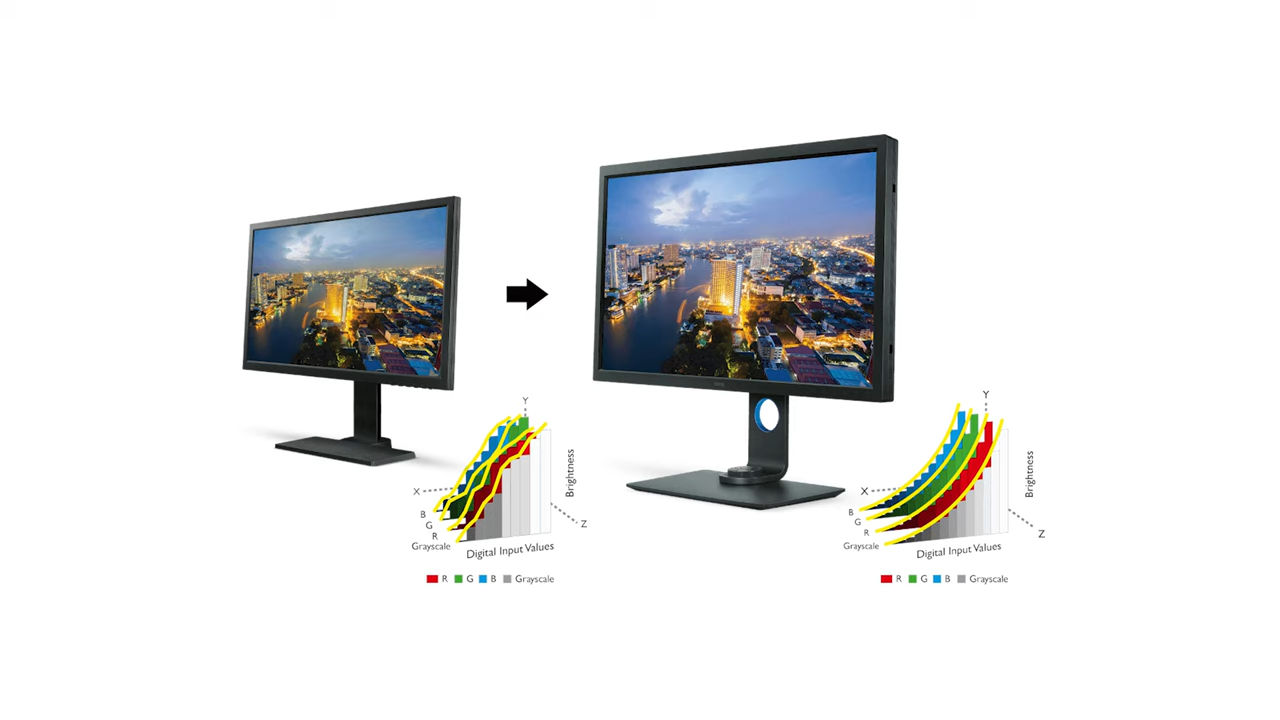 Y
X
B
G
R
Grayscale
Brightness
Z
Digital Input Values
R G B Grayscale
Y
X
B
G
R
Grayscale
Brightness
Z
Digital Input Values
R G B Grayscale